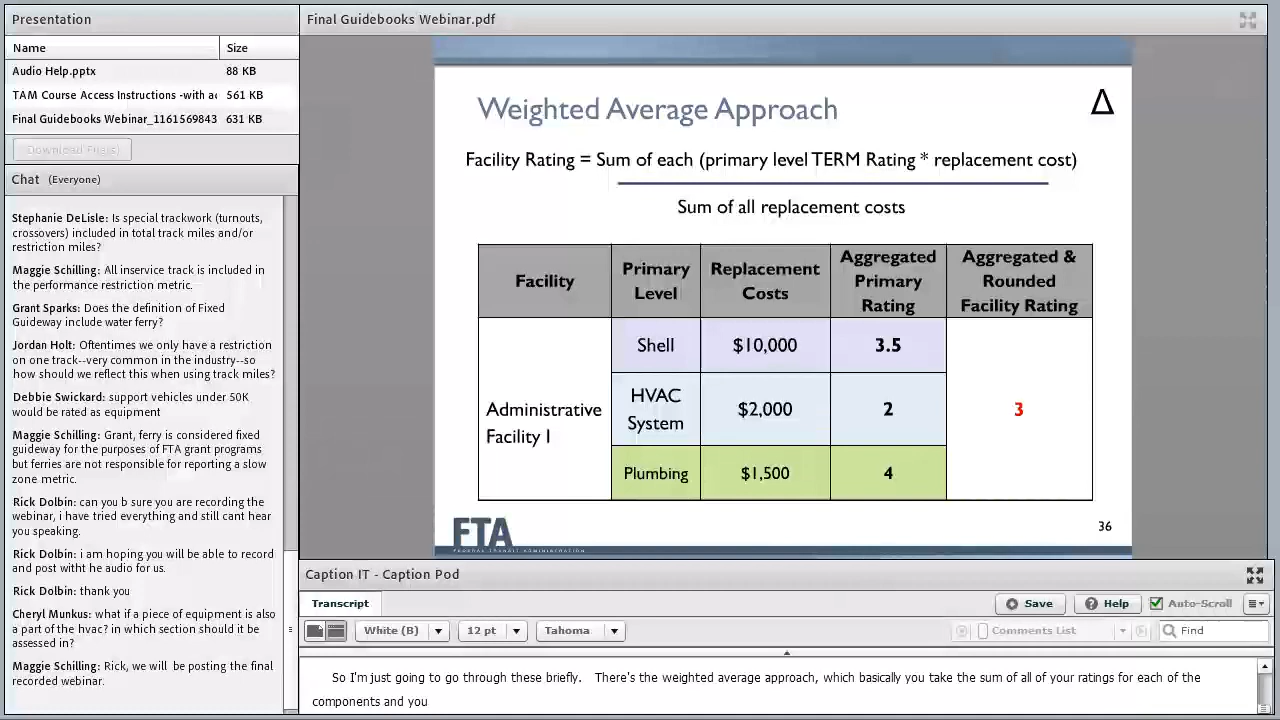 Presentation
Name Size
Audio Help.pptx 88 KB
TAM Course Access Instructions -with ac 561 KB
Final Guidebooks Webinar_1161569843 631 KB
Download File(s)
Chat (Everyone)
Stephanie DeLisle: Is special trackwork (turnouts,
crossovers) included in total track miles and/or
restriction miles?
Maggie Schilling: All inservice track is included in
the performance restriction metric.
Grant Sparks: Does the definition of Fixed
Guideway include water ferry?
Jordan Holt: Oftentimes we only have a restriction
on one track--very common in the industry--so
how should we reflect this when using track miles?
Debbie Swickard: support vehicles under 50K
would be rated as equipment
Maggie Schilling: Grant, ferry is considered fixed
guideway for the purposes of FTA grant programs
but ferries are not responsible for reporting a slow
zone metric.
Rick Dolbin: can you b sure you are recording the
webinar, i have tried everything and still cant hear
you speaking.
Rick Dolbin: i am hoping you will be able to record
and post witht he audio for us.
Rick Dolbin: thank you
Cheryl Munkus: what if a piece of equipment is also
a part of the hvac? in which section should it be
assessed in?
Maggie Schilling: Rick, we will be posting the final
recorded webinar.
Final Guidebooks Webinar.pdf
Weighted Average Approach Δ
Facility Rating = Sum of each (primary level TERM Rating * replacement cost)
Sum of all replacement costs
Facility
Primary
Level
Replacement
Costs
Aggregated
Primary
Rating
Aggregated &
Rounded
Facility Rating
Administrative
Facility I
Shell $10,000 3.5
HVAC
System
$2,000 2
Plumbing $1,500 4
3
FTA
FEDERAL TRANSIT ADMINISTRATION
36
Caption IT - Caption Pod
Transcript Save Help Auto-Scroll
White (B) 12 pt Tahoma Comments List Find
So I'm just going to go through these briefly. There's the weighted average approach, which basically you take the sum of all of your ratings for each of the
components and you